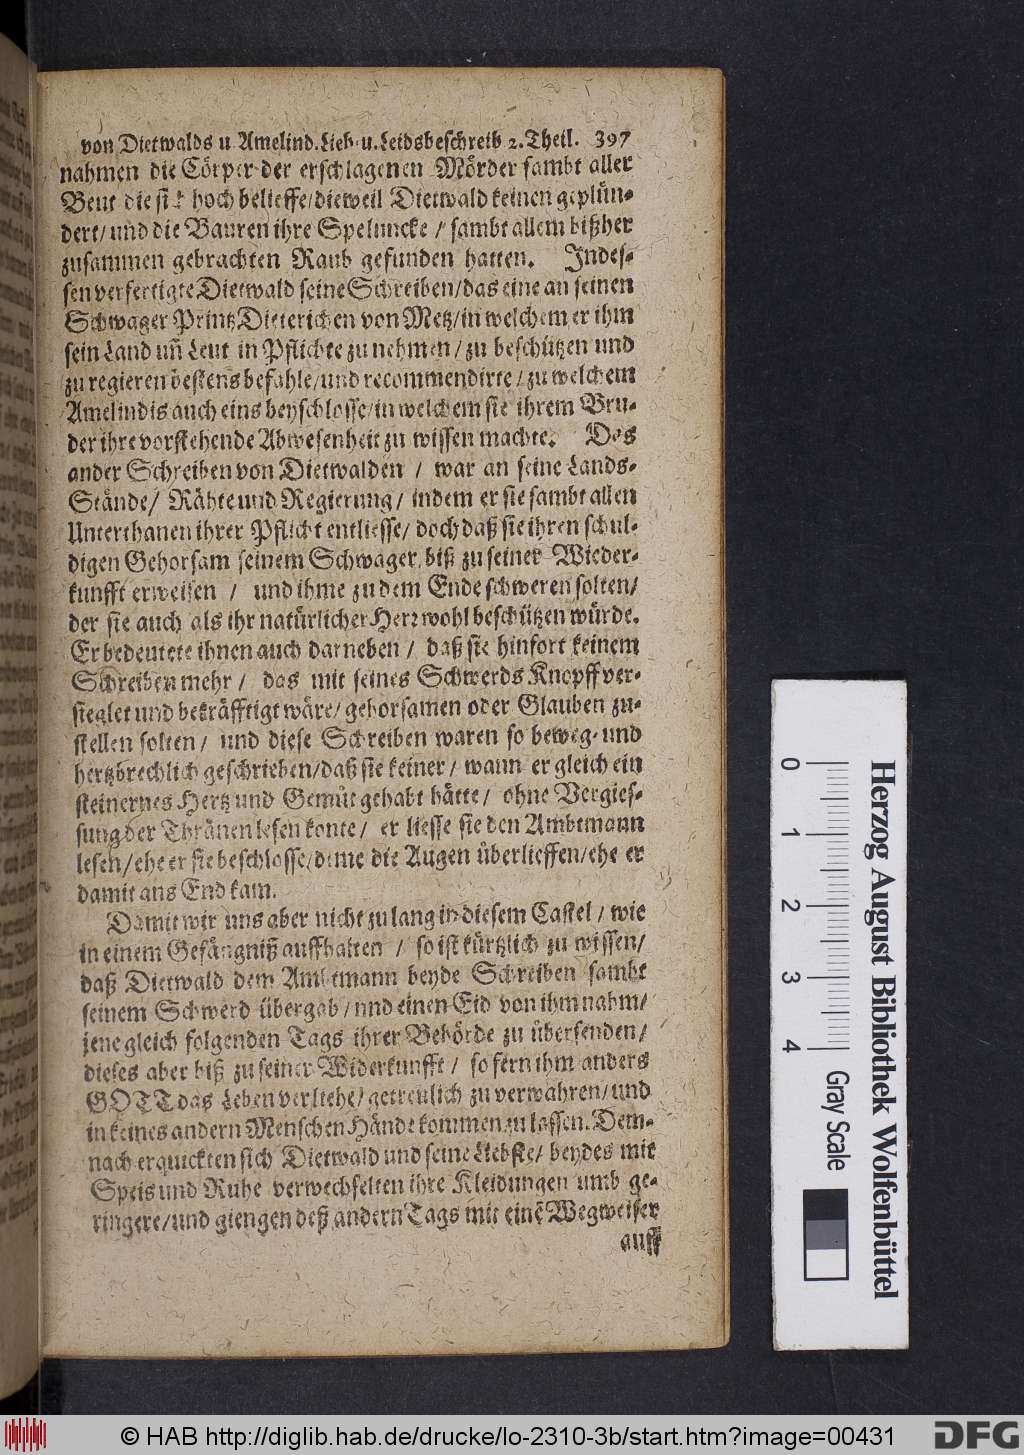 von Dietwalds u Amelind. Lieb- u. Leidsbeschreib 2. Theil. 397
nahmen die Cörper der erschlagenen Mörder sambt aller
Beut die si hoch belieffe/ dieweil Dietwald keinen geplün-
dert/ und die Bauren ihre Speluncke / sambt allem bißher
zusammen gebrachten Raub gefunden hatten. Indes-
sen verfertigte Dietwald seine Schreiben/ das eine an seinen
Schwager Printz Dieterichen von Metz/ in welchem er ihm
sein Land uñ Leut in Pflichte zu nehmen / zu beschützen und
zu regieren bestens befahle/ und recommendirte / zu welchem
Amelindis auch eins beyschlosse/ in welchem sie ihrem Bru-
der ihre vorstehende Abwesenheit zu wissen machte. Das
ander Schreiben von Dietwalden / war an seine Lands-
Stände/ Rähte und Regierung / indem er sie sambt allen
Unterthanen ihrer Pflicht entliesse/ doch daß sie ihren schul-
digen Gehorsam seinem Schwager, biß zu seiner Wieder-
kunfft erweisen / und ihme zu dem Ende schweren solten/
der sie auch als ihr natürlicher Herr wohl beschützen würde.
Er bedeutete ihnen auch darneben / daß sie hinfort keinem
Schreiben mehr / das mit seines Schwerds Knopff ver-
sieglet und bekräfftigt wäre/ gehorsamen oder Glauben zu-
stellen solten / und diese Schreiben waren so beweg- und
hertzbrechlich geschrieben/ daß sie keiner / wann er gleich ein
steinernes Hertz und Gemüt gehabt hätte / ohne Vergies-
sung der Thränen lesen konte / er liesse sie den Ambtmann
lesen/ ehe er sie beschlosse/ deme die Augen überlieffen/ ehe er
damit ans End kam.
Damit wir uns aber nicht zu lang in diesem Castel / wie
in einem Gefängniß auffhalten / so ist kürtzlich zu wissen/
daß Dietwald dem Ambtmann beyde Schreiben sambt
seinem Schwerd übergab / und einen Eid von ihm nahm/
jene gleich folgenden Tags ihrer Behörde zu übersenden/
dieses aber biß zu seiner Widerkunfft / so fern ihm anders
GOTT das Leben verliehe/ getreulich zu verwahren/ und
in keines andern Menschen Hände kommen zu lassen. Dem-
nach erquickten sich Dietwald und seine Liebste/ beydes mit
Speis und Ruhe verwechselten ihre Kleidungen umb ge-
ringere/ und giengen deß andern Tags mit einẽ Wegweiser
auff
Herzog August Bibliothek Wolfenbüttel
0 1 2 3 4
Gray Scale
© HAB http://diglib.hab.de/drucke/lo-2310-3b/start.htm?image=00431
DFG